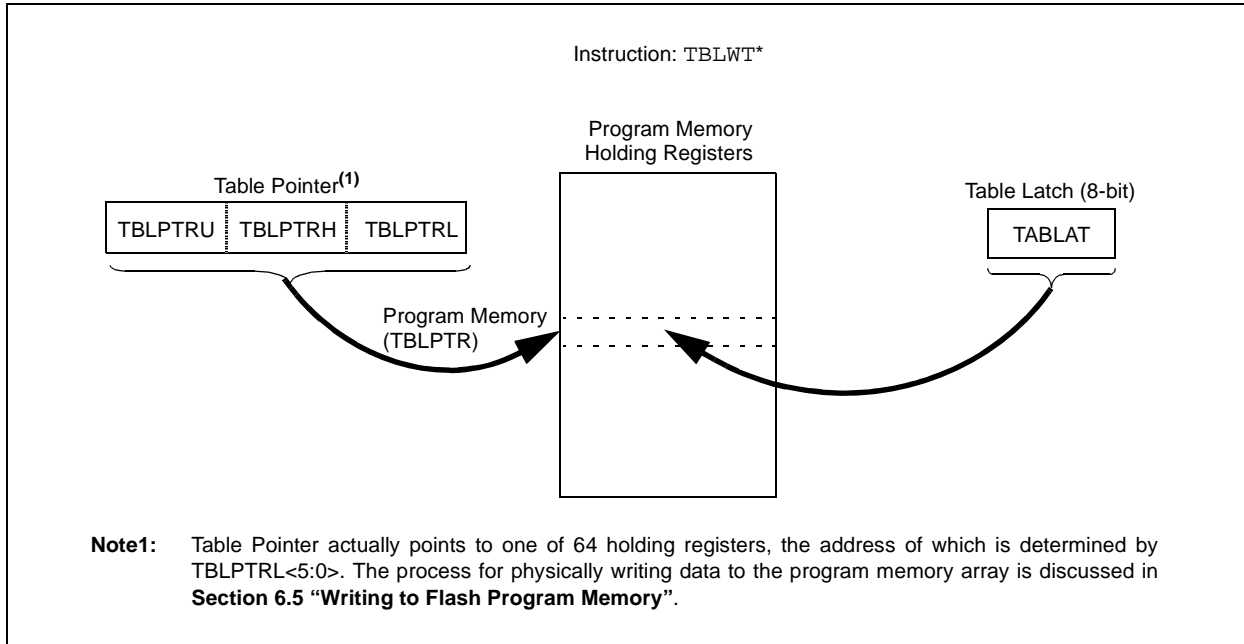 Instruction: TBLWT*
Program Memory
Holding Registers
Table Pointer(1)
Table Latch (8-bit)
TBLPTRU TBLPTRH TBLPTRL
TABLAT
Program Memory
(TBLPTR)
Note1: Table Pointer actually points to one of 64 holding registers, the address of which is determined by
TBLPTRL<5:0>. The process for physically writing data to the program memory array is discussed in
Section 6.5 “Writing to Flash Program Memory”.